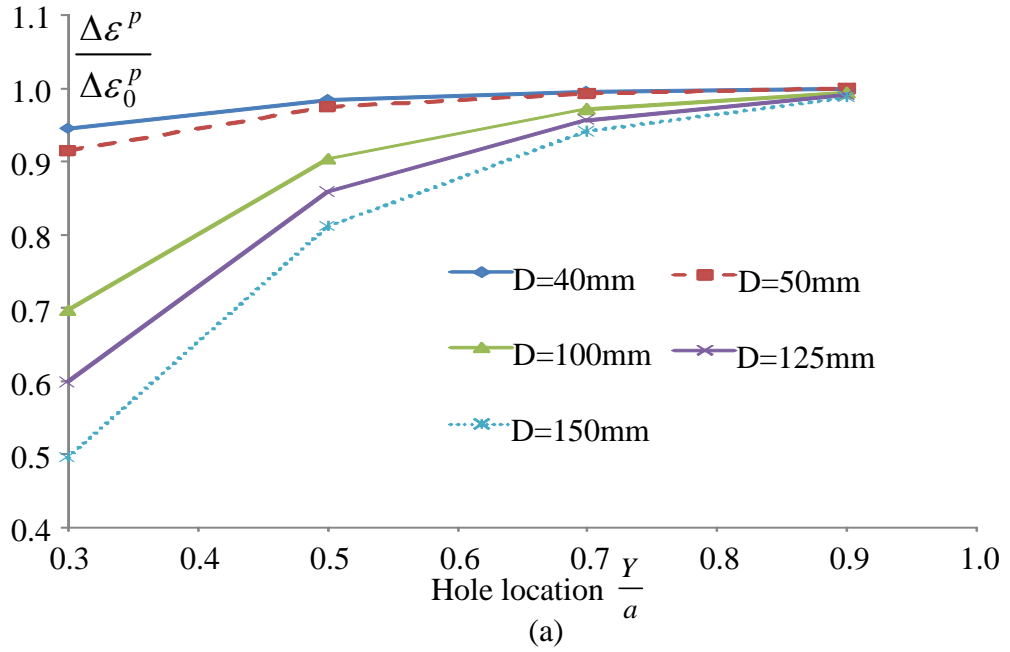 1.1
Δε^p
Δε_0^p
1.0
0.9
0.8
0.7
0.6
0.5
0.4
D=40mm D=50mm
D=100mm D=125mm
D=150mm
0.3 0.4 0.5 0.6 0.7 0.8 0.9 1.0
Hole location Y/a
(a)